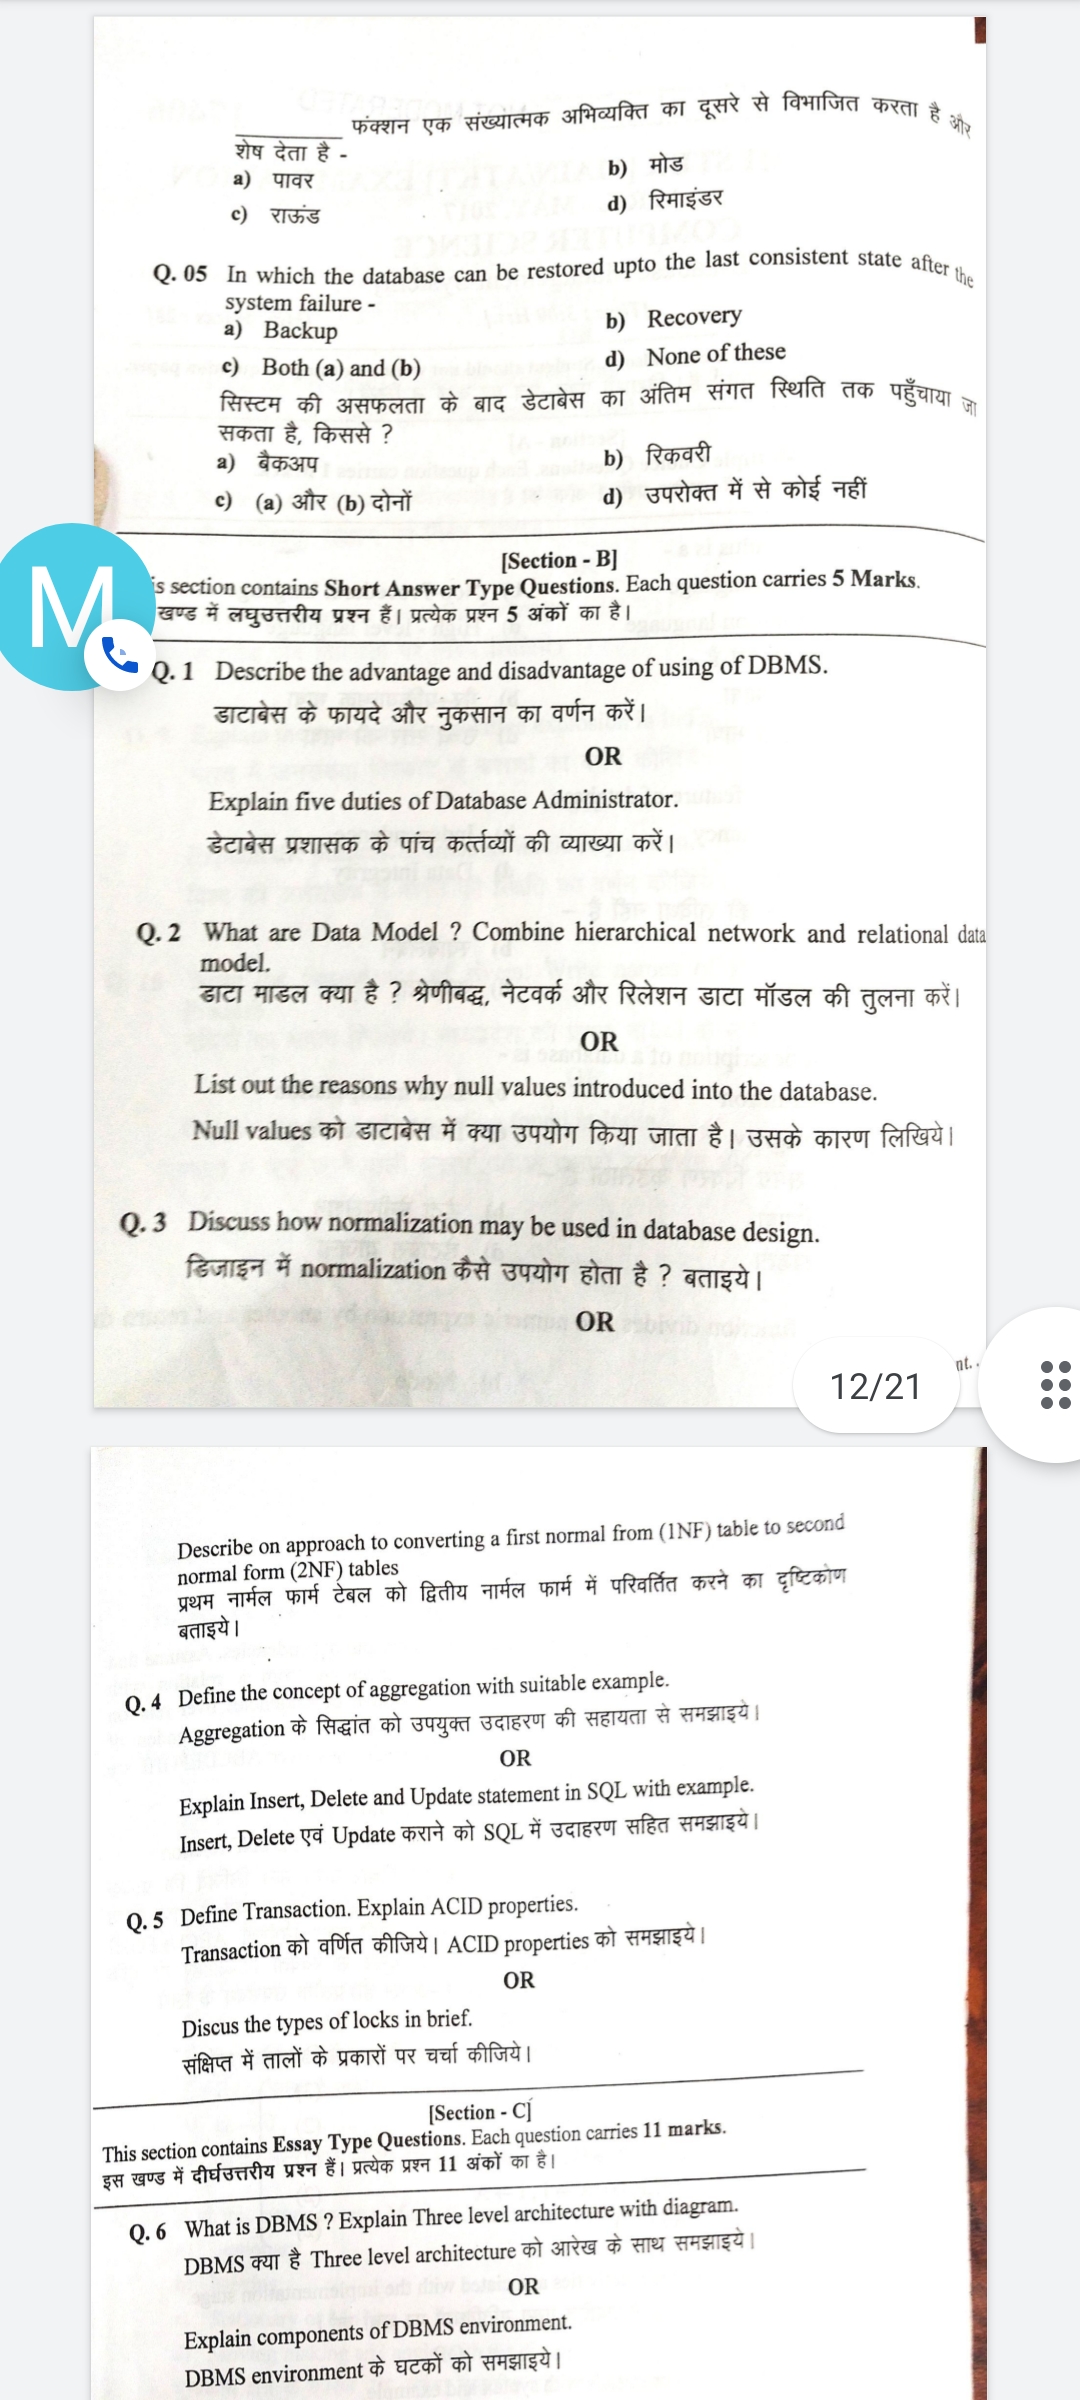 _________ फंक्शन एक संख्यात्मक अभिव्यक्ति का दूसरे से विभाजित करता है और
शेष देता है -
a) पावर b) मोड
c) राऊंड d) रिमाइंडर
Q. 05 In which the database can be restored upto the last consistent state after the
system failure -
a) Backup b) Recovery
c) Both (a) and (b) d) None of these
सिस्टम की असफलता के बाद डेटाबेस का अंतिम संगत स्थिति तक पहुँचाया जा
सकता है, किससे ?
a) बैकअप b) रिकवरी
c) (a) और (b) दोनों d) उपरोक्त में से कोई नहीं
[Section - B]
is section contains Short Answer Type Questions. Each question carries 5 Marks.
खण्ड में लघुउत्तरीय प्रश्न हैं। प्रत्येक प्रश्न 5 अंकों का है।
M
Q. 1 Describe the advantage and disadvantage of using of DBMS.
डाटाबेस के फायदे और नुकसान का वर्णन करें।
OR
Explain five duties of Database Administrator.
डेटाबेस प्रशासक के पांच कर्त्तव्यों की व्याख्या करें।
Q. 2 What are Data Model ? Combine hierarchical network and relational data
model.
डाटा माडल क्या है ? श्रेणीबद्ध, नेटवर्क और रिलेशन डाटा मॉडल की तुलना करें।
OR
List out the reasons why null values introduced into the database.
Null values को डाटाबेस में क्या उपयोग किया जाता है। उसके कारण लिखिये।
Q. 3 Discuss how normalization may be used in database design.
डिजाइन में normalization कैसे उपयोग होता है ? बताइये।
OR
12/21
Describe on approach to converting a first normal from (1NF) table to second
normal form (2NF) tables
प्रथम नार्मल फार्म टेबल को द्वितीय नार्मल फार्म में परिवर्तित करने का दृष्टिकोण
बताइये।
Q. 4 Define the concept of aggregation with suitable example.
Aggregation के सिद्धांत को उपयुक्त उदाहरण की सहायता से समझाइये।
OR
Explain Insert, Delete and Update statement in SQL with example.
Insert, Delete एवं Update कराने को SQL में उदाहरण सहित समझाइये।
Q. 5 Define Transaction. Explain ACID properties.
Transaction को वर्णित कीजिये। ACID properties को समझाइये।
OR
Discus the types of locks in brief.
संक्षिप्त में तालों के प्रकारों पर चर्चा कीजिये।
[Section - C]
This section contains Essay Type Questions. Each question carries 11 marks.
इस खण्ड में दीर्घउत्तरीय प्रश्न हैं। प्रत्येक प्रश्न 11 अंकों का है।
Q. 6 What is DBMS ? Explain Three level architecture with diagram.
DBMS क्या है Three level architecture को आरेख के साथ समझाइये।
OR
Explain components of DBMS environment.
DBMS environment के घटकों को समझाइये।